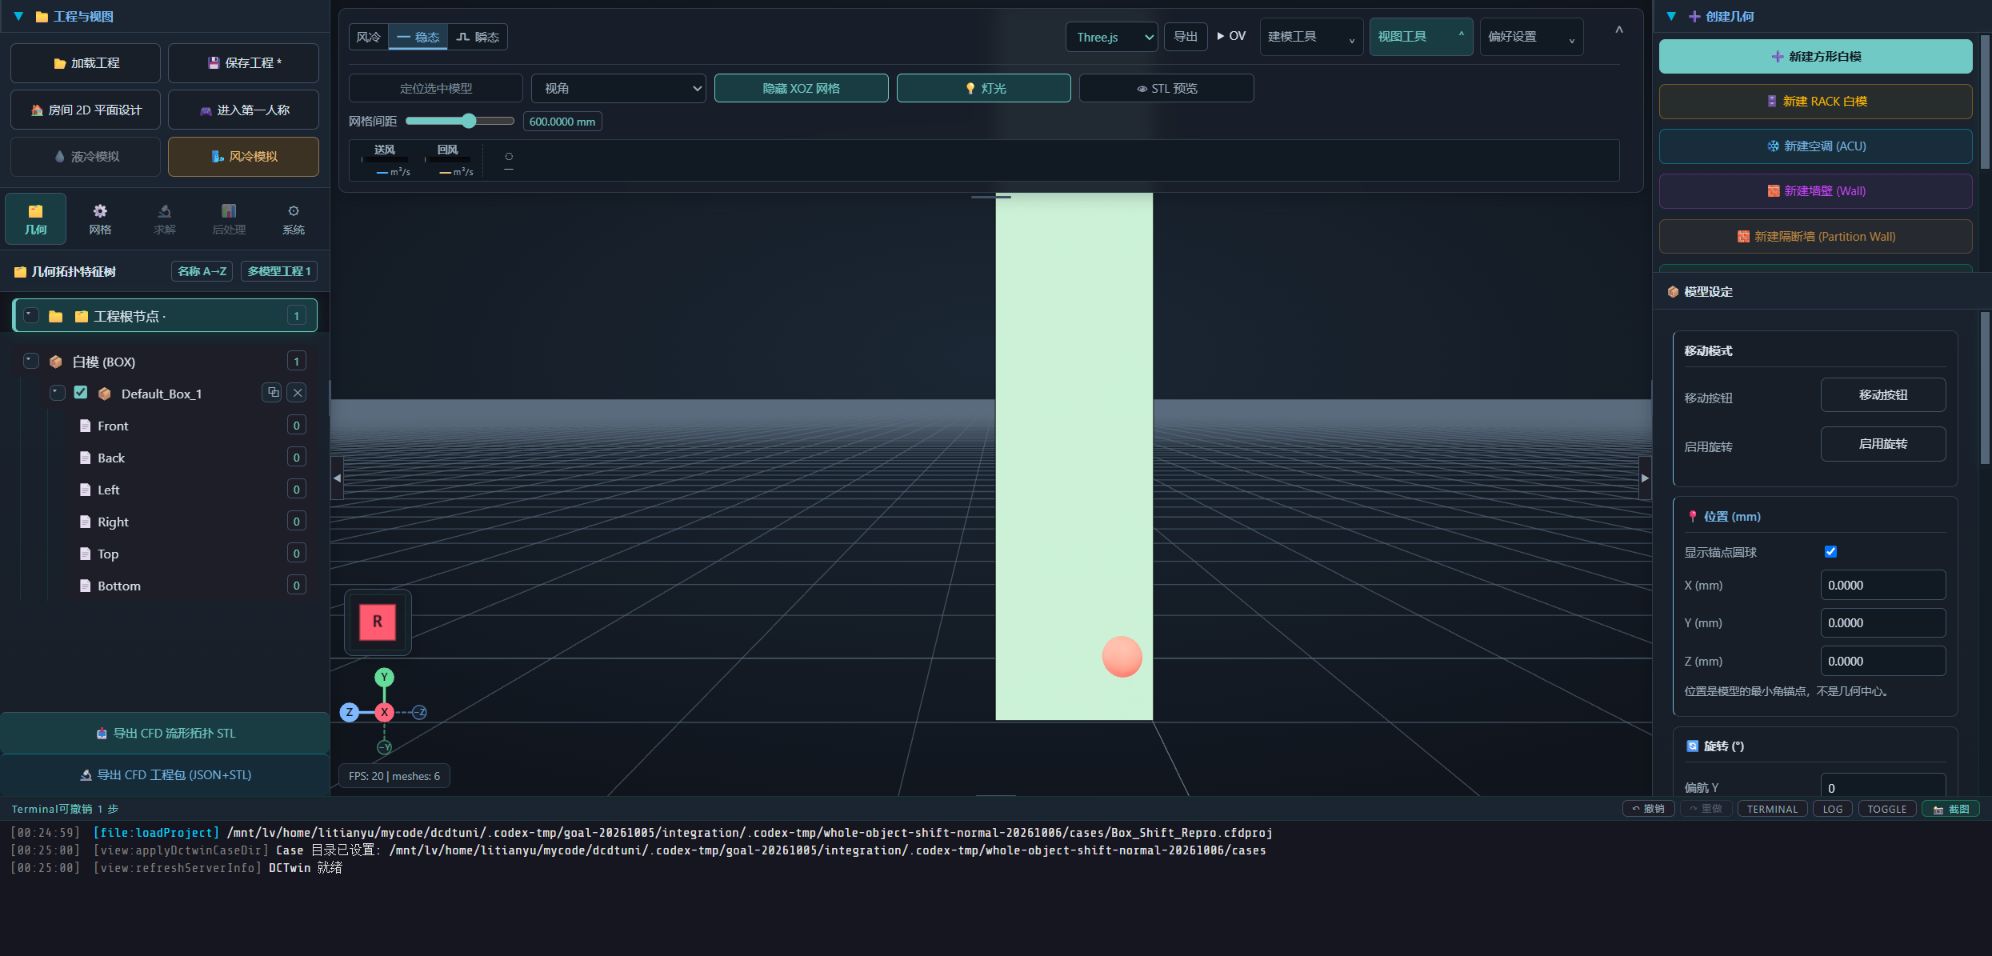 工程与视图
加载工程
保存工程 *
房间 2D 平面设计
进入第一人称
液冷模拟
风冷模拟
几何
网格
求解
后处理
系统
几何拓扑特征树
名称 A→Z
多模型工程 1
工程根节点 ·
1
白模 (BOX)
1
Default_Box_1
Front
0
Back
0
Left
0
Right
0
Top
0
Bottom
0
导出 CFD 流形拓扑 STL
导出 CFD 工程包 (JSON+STL)
风冷
稳态
瞬态
Three.js
导出
OV
建模工具
视图工具
偏好设置
定位选中模型
视角
隐藏 XOZ 网格
灯光
STL 预览
网格间距
600.0000 mm
送风
m³/s
回风
m³/s
R
Y
Z
X
-Z
-Y
FPS: 20 | meshes: 6
创建几何
新建方形白模
新建 RACK 白模
新建空调 (ACU)
新建墙壁 (Wall)
新建隔断墙 (Partition Wall)
模型设定
移动模式
移动按钮
移动按钮
启用旋转
启用旋转
位置 (mm)
显示锚点圆球
X (mm)
0.0000
Y (mm)
0.0000
Z (mm)
0.0000
位置是模型的最小角锚点，不是几何中心。
旋转 (°)
偏航 Y
0
Terminal可撤销 1 步
撤销
重做
TERMINAL
LOG
TOGGLE
截图
[00:24:59] [file:loadProject] /mnt/lv/home/litianyu/mycode/dcdtuni/.codex-tmp/goal-20261005/integration/.codex-tmp/whole-object-shift-normal-20261006/cases/Box_Shift_Repro.cfdproj
[00:25:00] [view:applyDctwinCaseDir] Case 目录已设置: /mnt/lv/home/litianyu/mycode/dcdtuni/.codex-tmp/goal-20261005/integration/.codex-tmp/whole-object-shift-normal-20261006/cases
[00:25:00] [view:refreshServerInfo] DCTwin 就绪